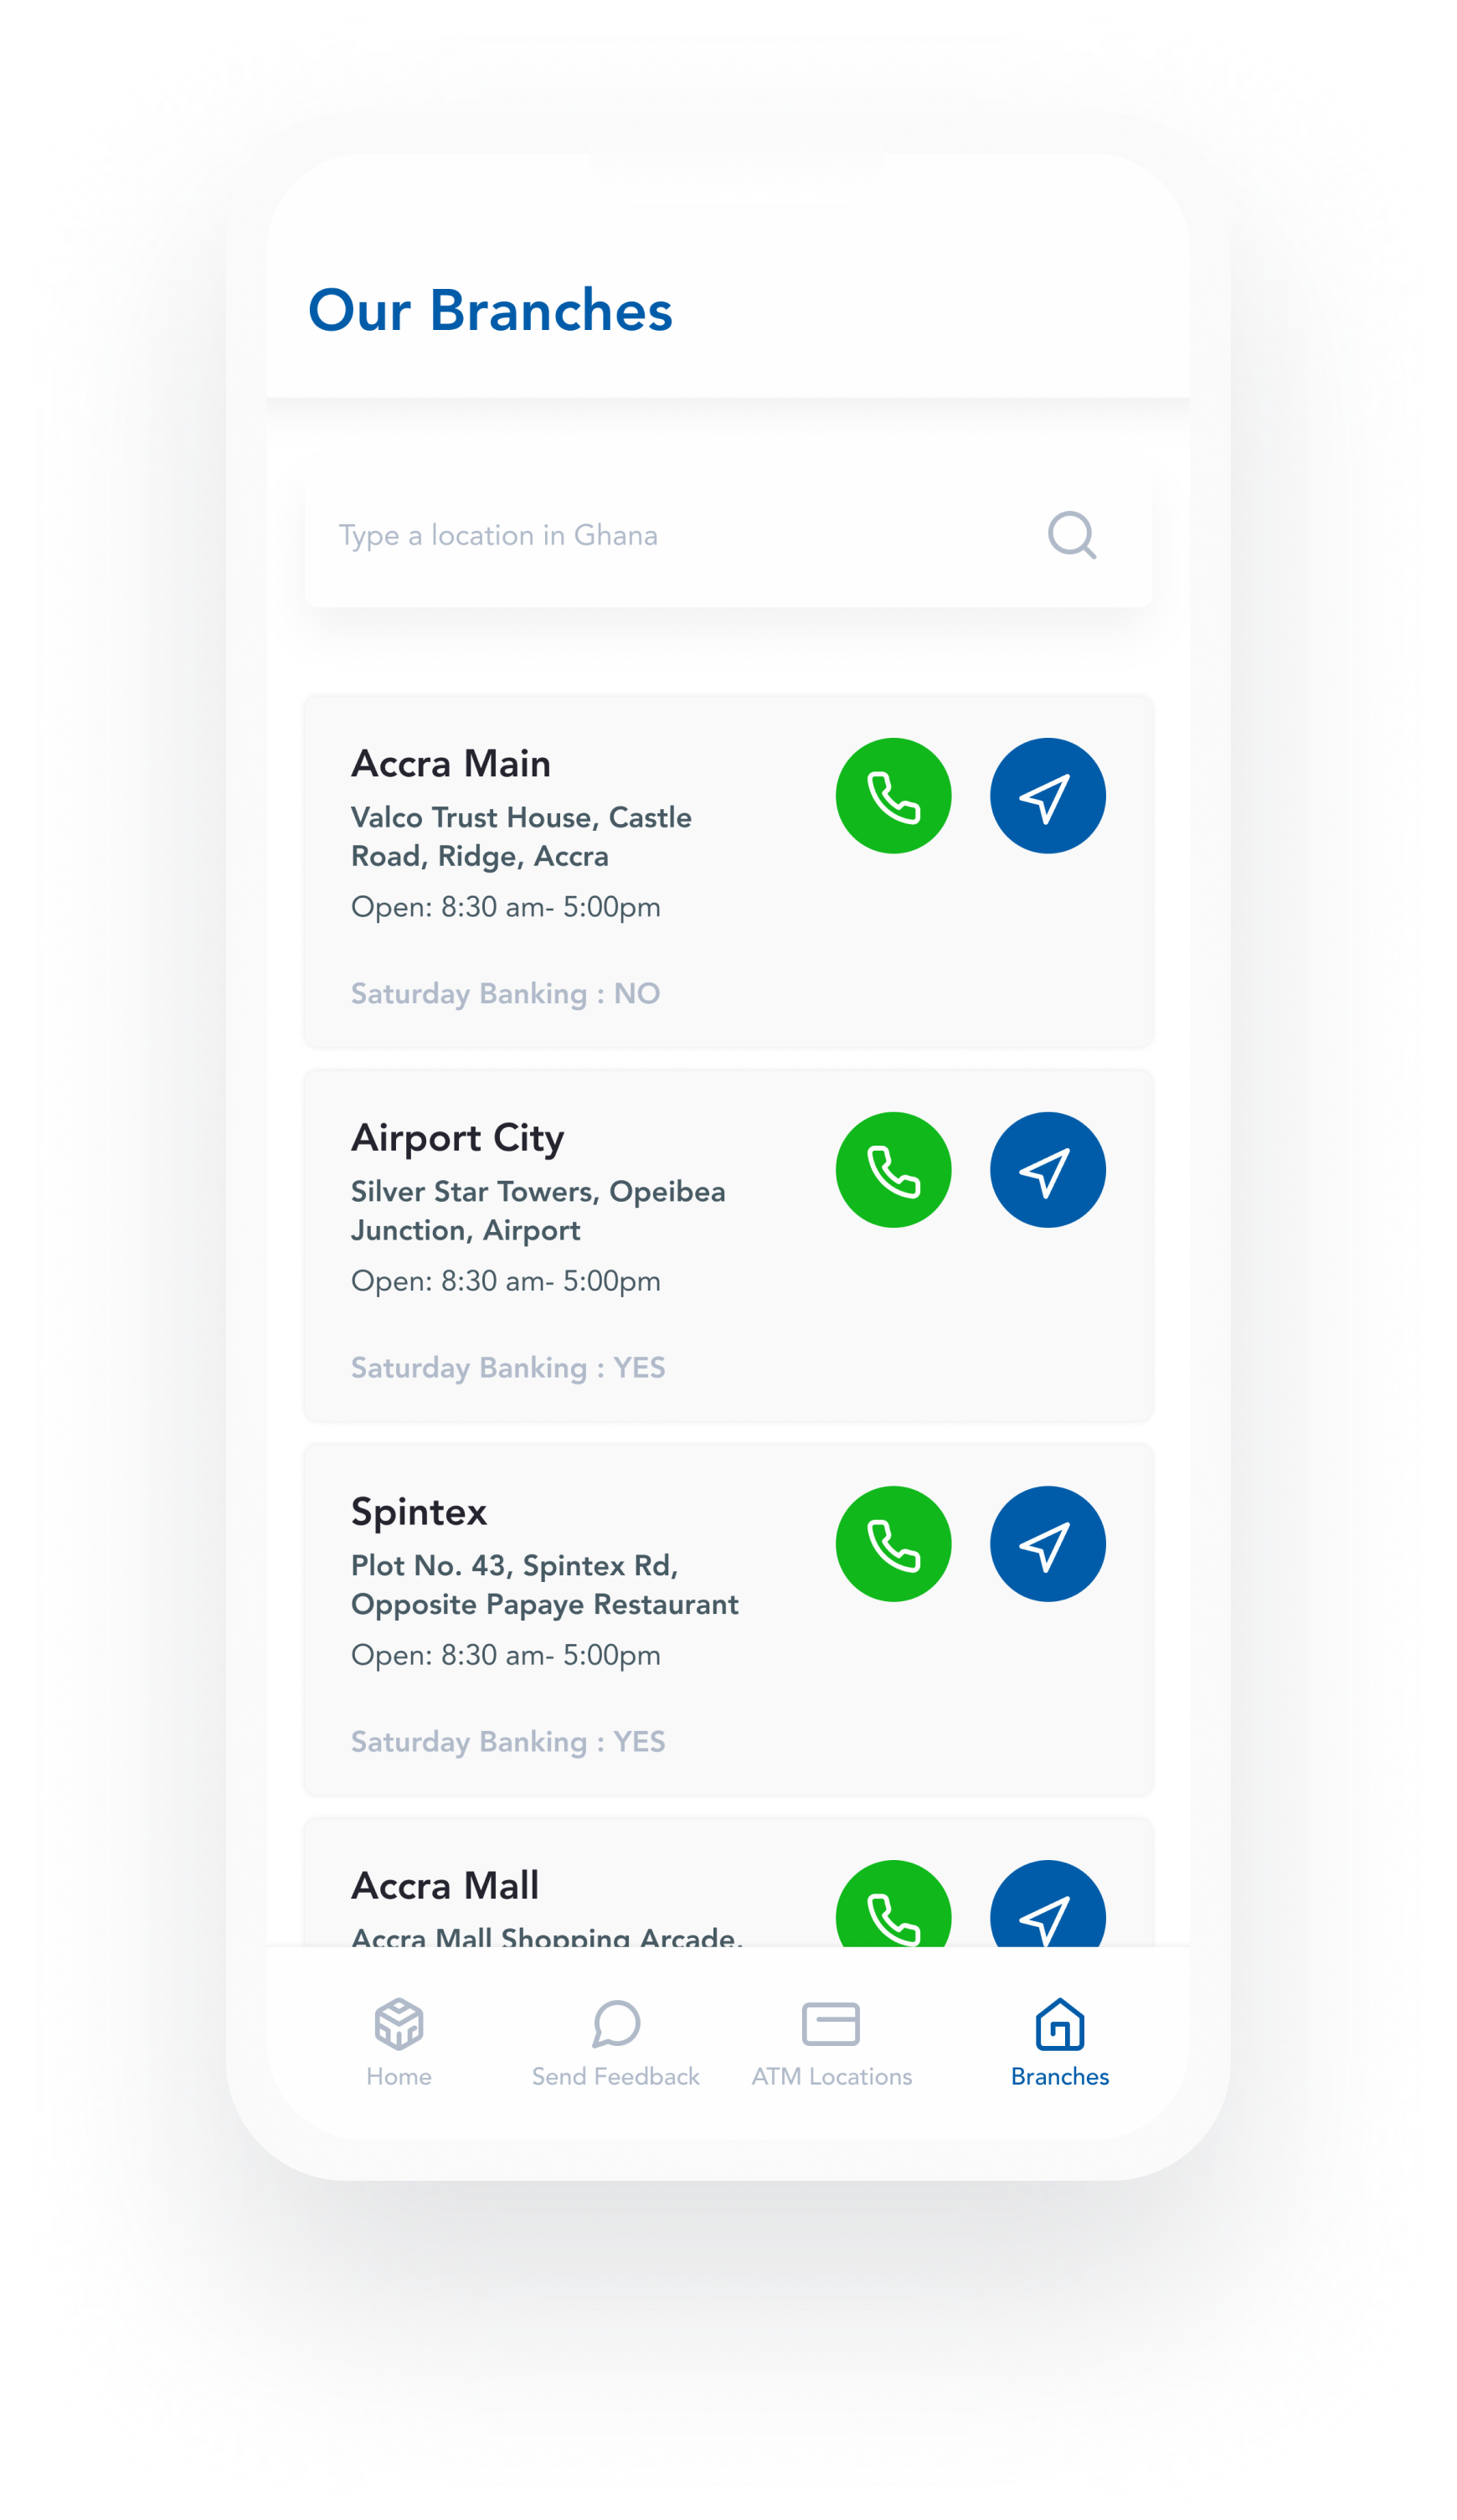 Our Branches
Type a location in Ghana
Accra Main
Valco Trust House, Castle
Road, Ridge, Accra
Open: 8:30 am- 5:00pm
Saturday Banking : NO
Airport City
Silver Star Towers, Opeibea
Junction, Airport
Open: 8:30 am- 5:00pm
Saturday Banking : YES
Spintex
Plot No. 43, Spintex Rd,
Opposite Papaye Restaurant
Open: 8:30 am- 5:00pm
Saturday Banking : YES
Accra Mall
Accra Mall Shopping Arcade,
Home
Send Feedback
ATM Locations
Branches